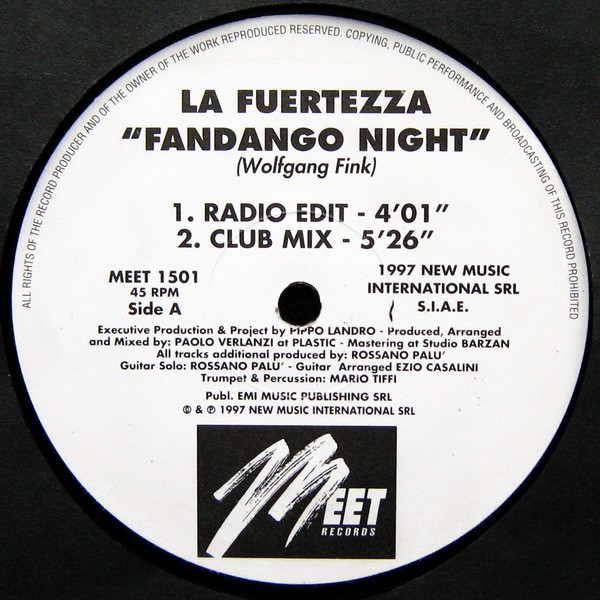 ALL RIGHTS OF THE RECORD PRODUCER AND OF THE OWNER OF THE WORK REPRODUCED RESERVED. COPYING, PUBLIC PERFORMANCE AND BROADCASTING OF THIS RECORD PROHIBITED
LA FUERTEZZA
“FANDANGO NIGHT”
(Wolfgang Fink)
1. RADIO EDIT - 4’01”
2. CLUB MIX - 5’26”
MEET 1501
45 RPM
Side A
1997 NEW MUSIC
INTERNATIONAL SRL
S.I.A.E.
Executive Production & Project by PIPPO LANDRO - Produced, Arranged
and Mixed by: PAOLO VERLANZI at PLASTIC - Mastering at Studio BARZAN
All tracks additional produced by: ROSSANO PALU’
Guitar Solo: ROSSANO PALU’ - Guitar Arranged EZIO CASALINI
Trumpet & Percussion: MARIO TIFFI
Publ. EMI MUSIC PUBLISHING SRL
© & ℗ 1997 NEW MUSIC INTERNATIONAL SRL
MEET
RECORDS